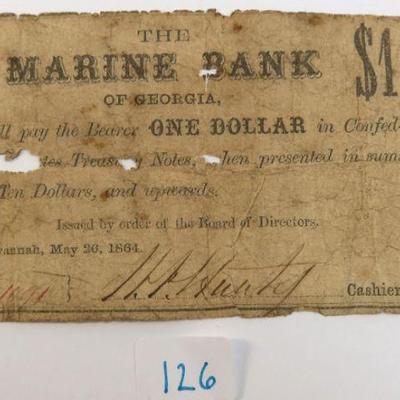 THE
MARINE BANK $1
OF GEORGIA,
ll pay the Bearer ONE DOLLAR in Confed-
tes Treasury Notes, when presented in sum
Ten Dollars, and upwards.
Issued by order of the Board of Directors.
vannah, May 26, 1864.
Cashier
126